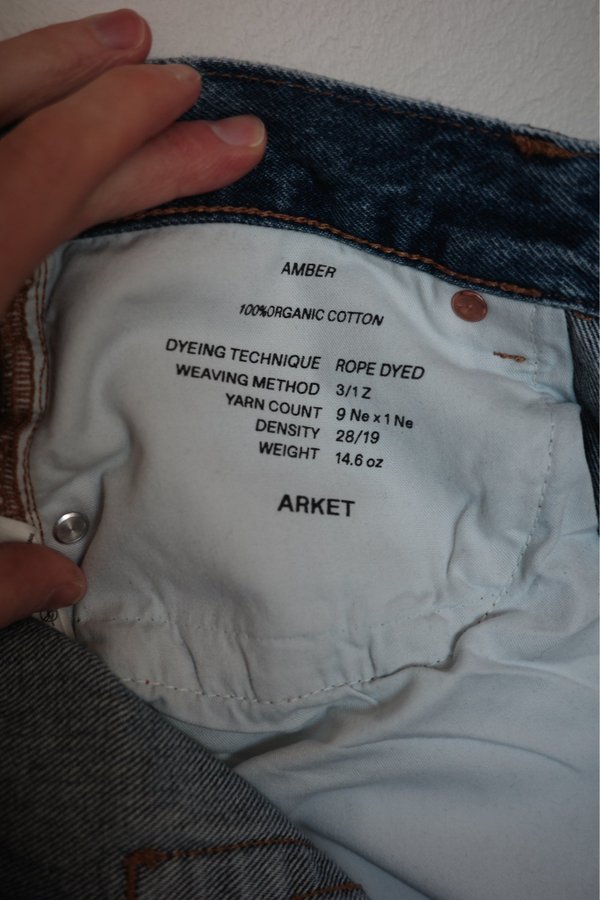 AMBER
100%ORGANIC COTTON
DYEING TECHNIQUE ROPE DYED
WEAVING METHOD 3/1 Z
YARN COUNT 9 Ne x 1 Ne
DENSITY 28/19
WEIGHT 14.6 oz
ARKET